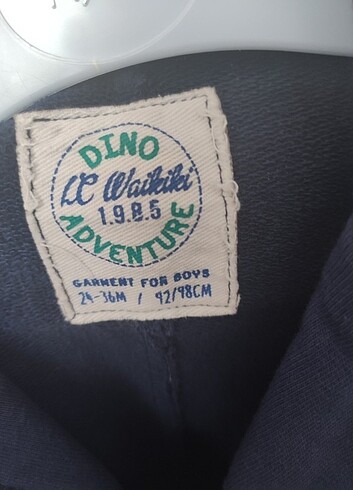 DINO
LC Waikiki
1.9.8.5
ADVENTURE
GARMENT FOR BOYS
24-36M / 92/98CM